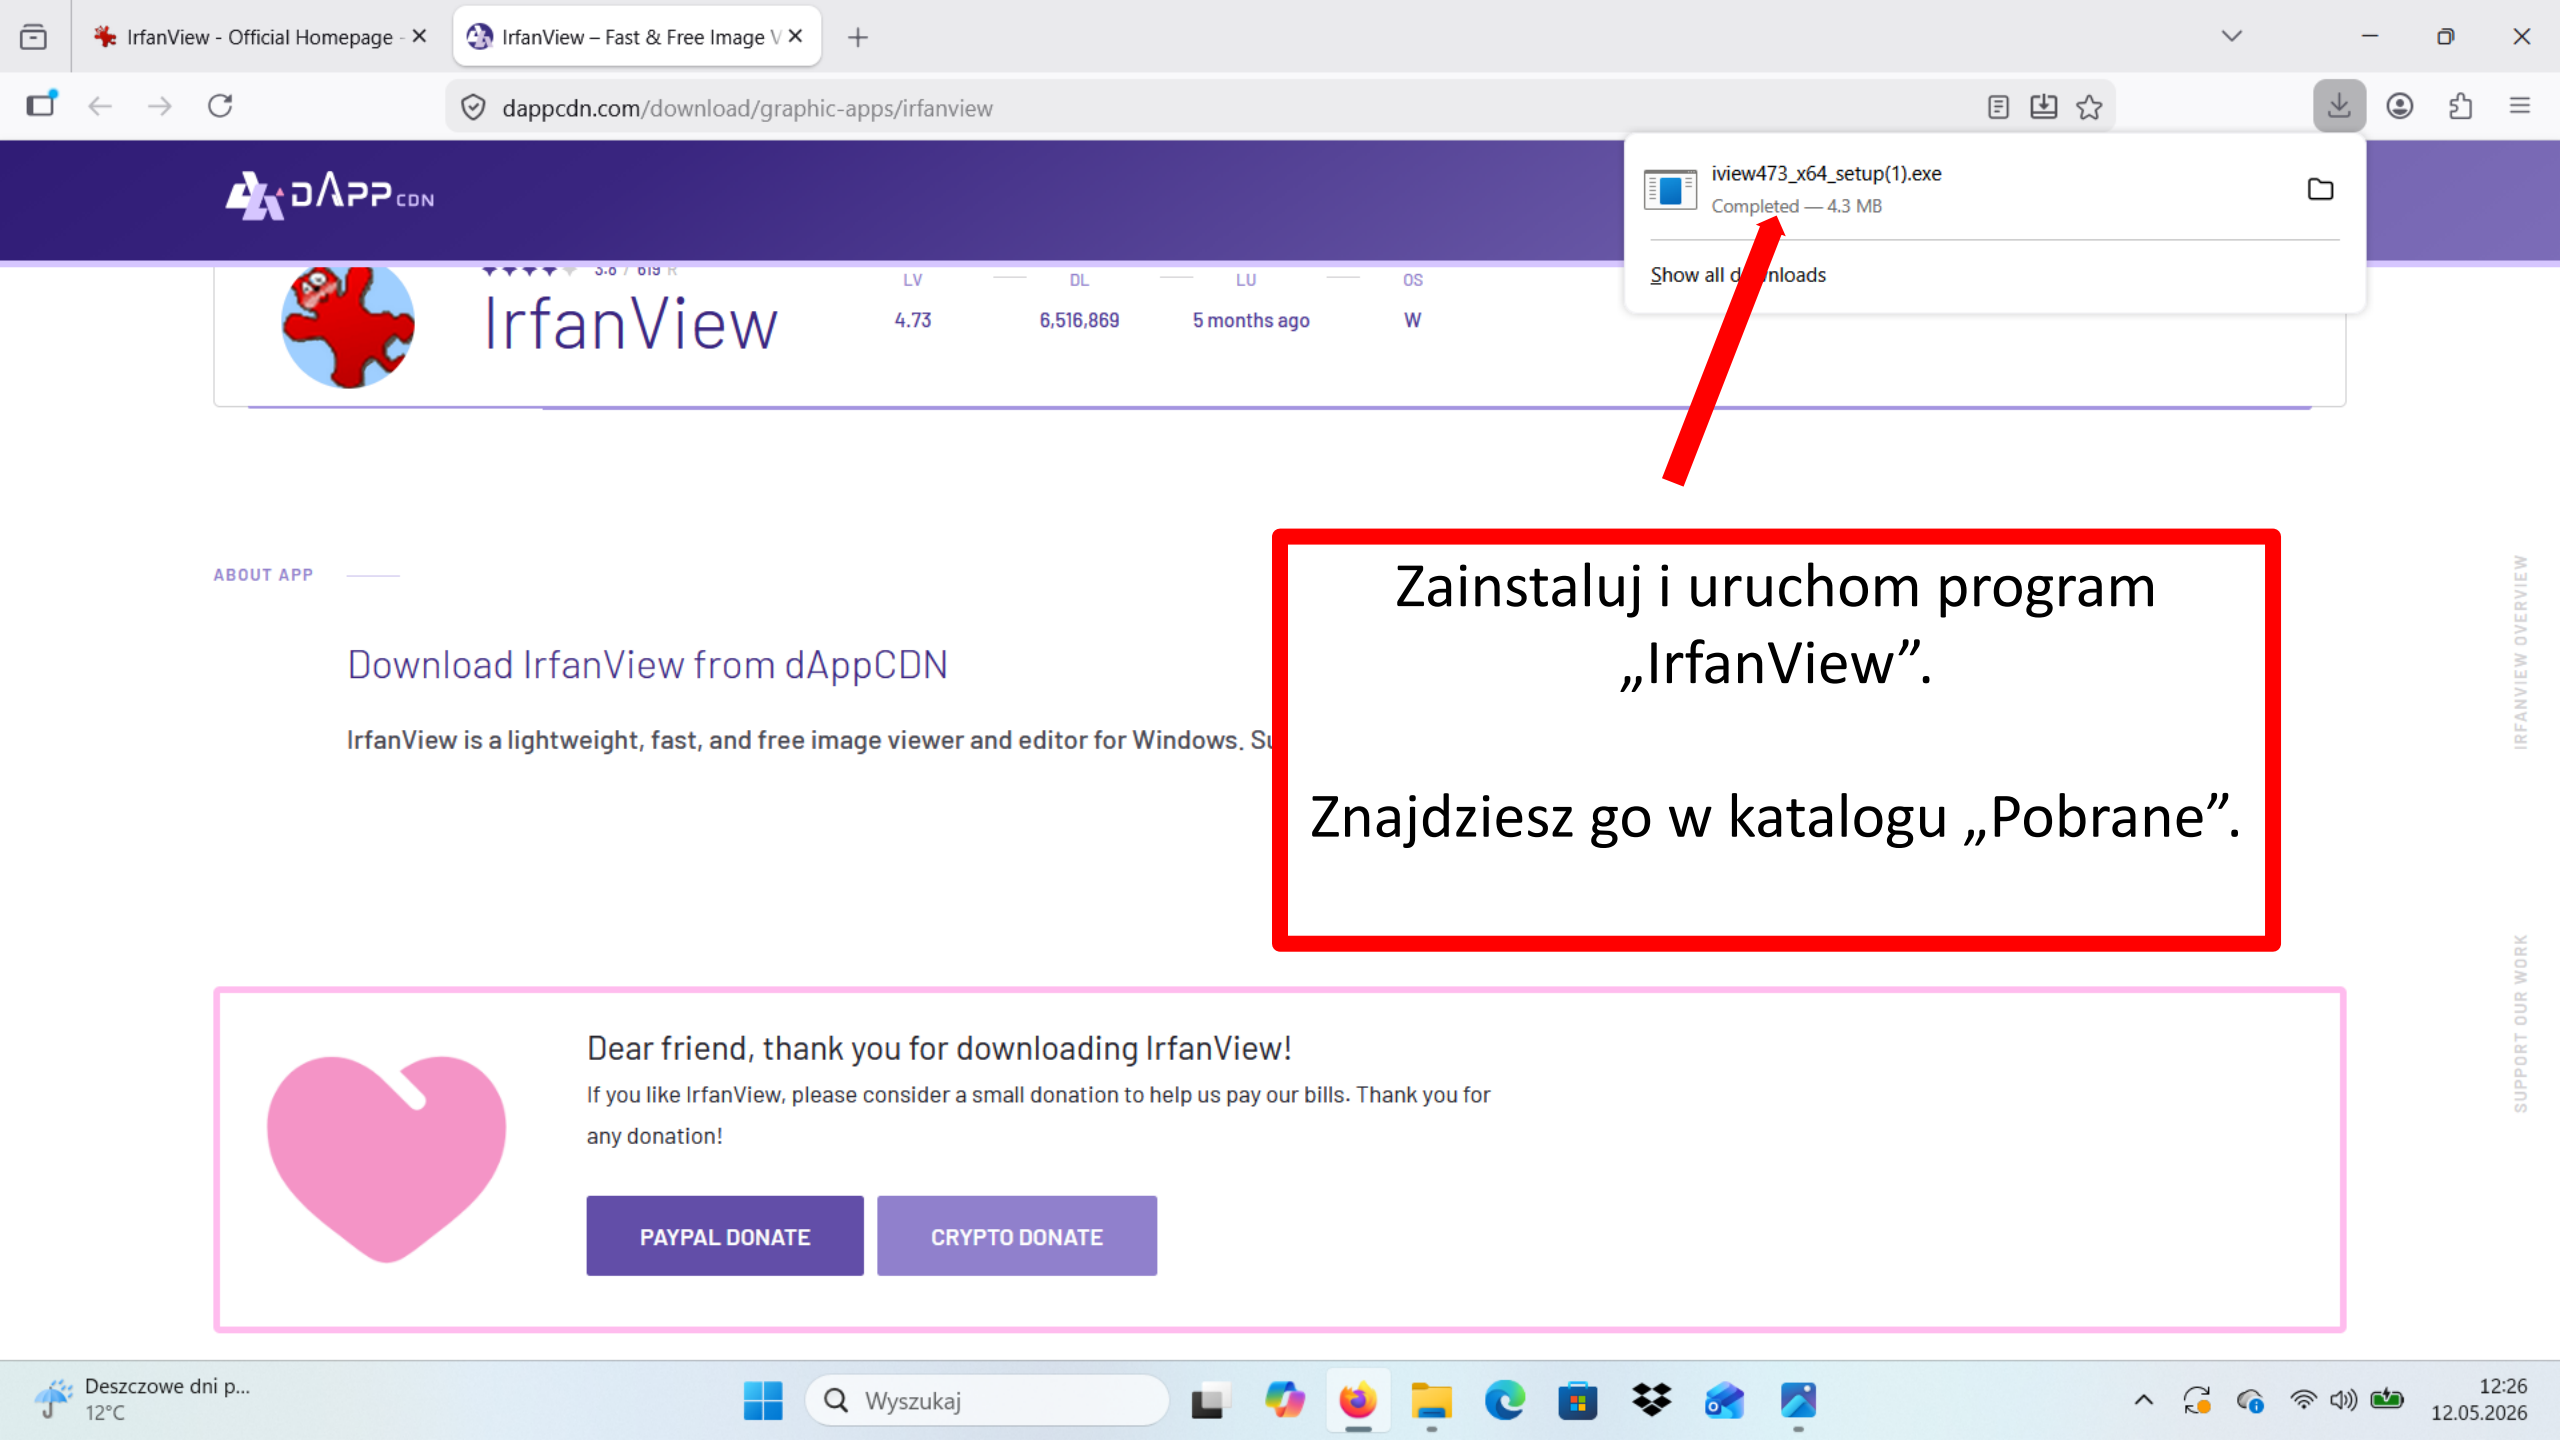 IrfanView - Official Homepage -
IrfanView – Fast & Free Image V
dappcdn.com/download/graphic-apps/irfanview
DAPP CDN
iview473_x64_setup(1).exe
Completed — 4.3 MB
Show all downloads
3.8 / 619 R
IrfanView
LV
DL
LU
OS
4.73
6,516,869
5 months ago
W
ABOUT APP
Download IrfanView from dAppCDN
IrfanView is a lightweight, fast, and free image viewer and editor for Windows.
Zainstaluj i uruchom program
„IrfanView”.
Znajdziesz go w katalogu „Pobrane”.
IRFANVIEW OVERVIEW
SUPPORT OUR WORK
Dear friend, thank you for downloading IrfanView!
If you like IrfanView, please consider a small donation to help us pay our bills. Thank you for
any donation!
PAYPAL DONATE
CRYPTO DONATE
Deszczowe dni p...
12°C
Wyszukaj
12:26
12.05.2026